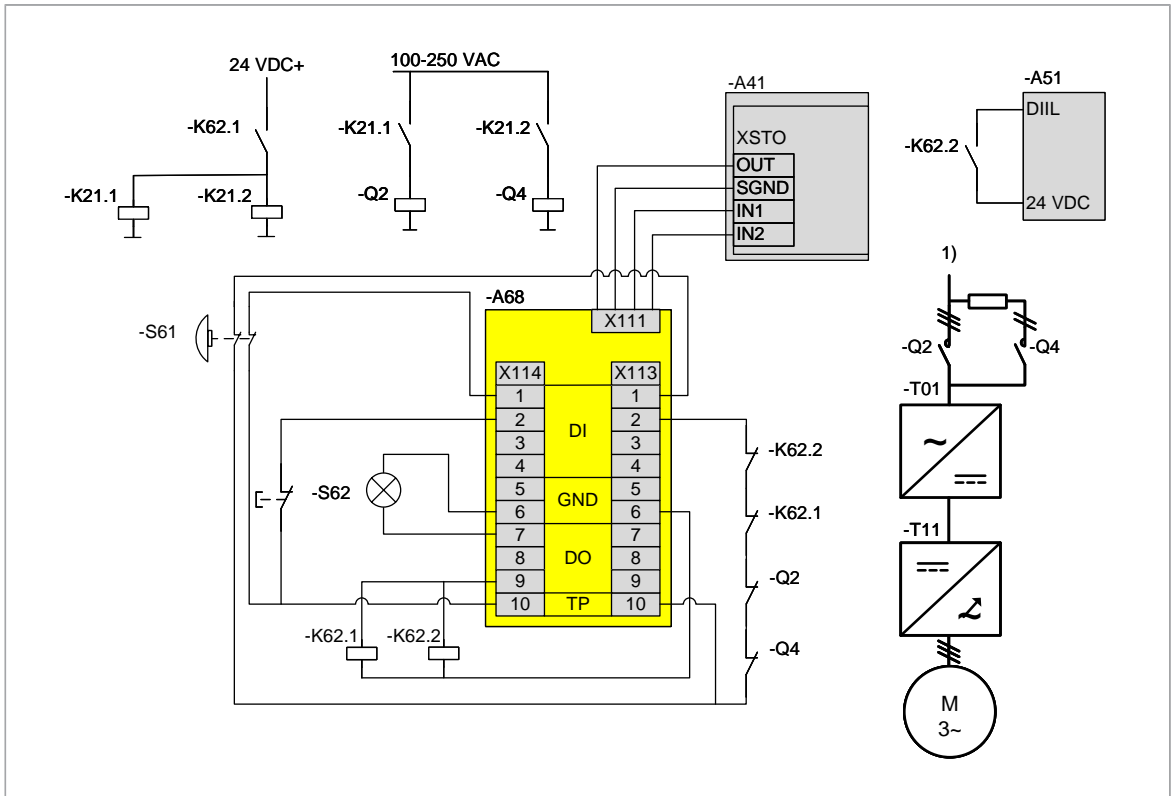 24 VDC+
-K62.1
-K21.1
-K21.2
100-250 VAC
-K21.1
-K21.2
-Q2
-Q4
-A41
XSTO
OUT
SGND
IN1
IN2
-A51
DIIL
-K62.2
24 VDC
-S61
-A68
X111
X114
X113
1
1
2
2
3
3
4
4
5
5
6
6
7
7
8
8
9
9
10
10
DI
GND
DO
TP
-S62
-K62.1
-K62.2
-K62.2
-K62.1
-Q2
-Q4
1)
-Q2
-Q4
-T01
~
-T11
M
3~